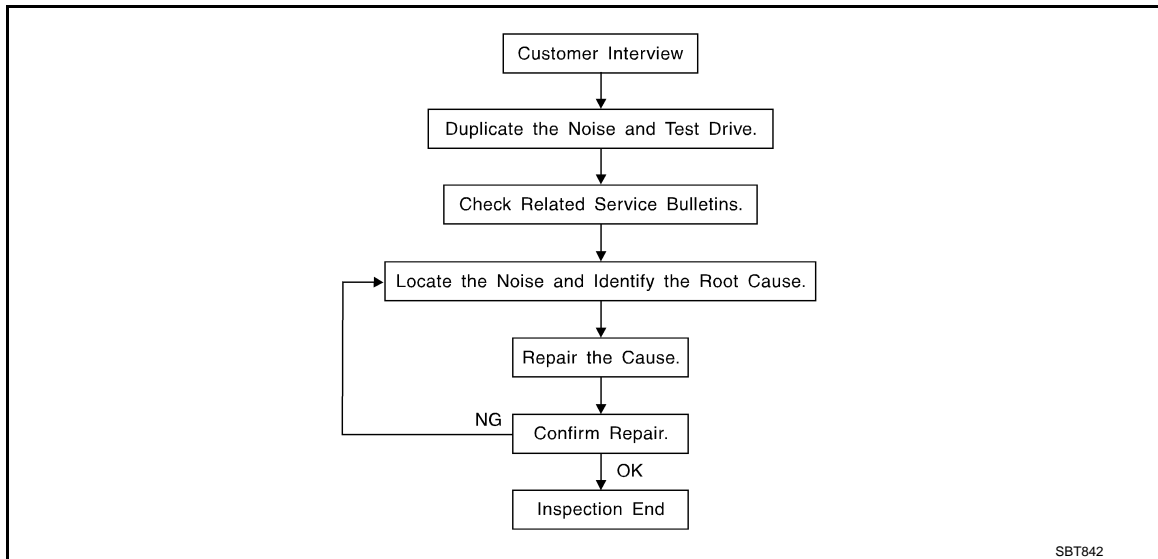 Customer Interview
Duplicate the Noise and Test Drive.
Check Related Service Bulletins.
Locate the Noise and Identify the Root Cause.
Repair the Cause.
NG
Confirm Repair.
OK
Inspection End
SBT842